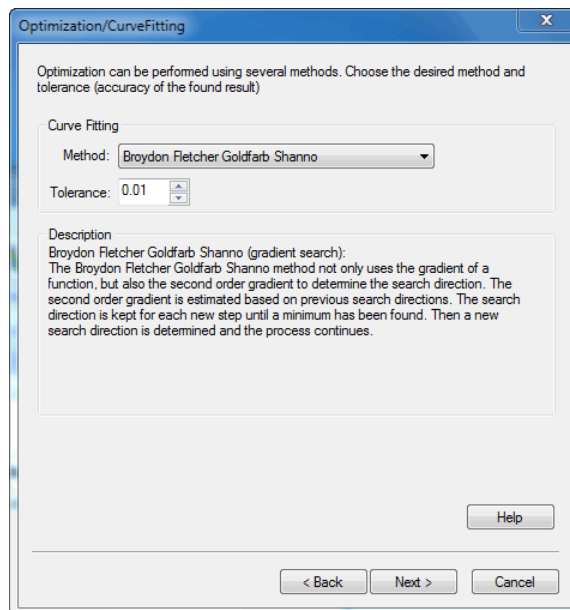 Optimization/CurveFitting
X
Optimization can be performed using several methods. Choose the desired method and
tolerance (accuracy of the found result)
Curve Fitting
Method: Broydon Fletcher Goldfarb Shanno
Tolerance: 0.01
Description
Broydon Fletcher Goldfarb Shanno (gradient search):
The Broydon Fletcher Goldfarb Shanno method not only uses the gradient of a
function, but also the second order gradient to determine the search direction. The
second order gradient is estimated based on previous search directions. The search
direction is kept for each new step until a minimum has been found. Then a new
search direction is determined and the process continues.
Help
< Back Next > Cancel